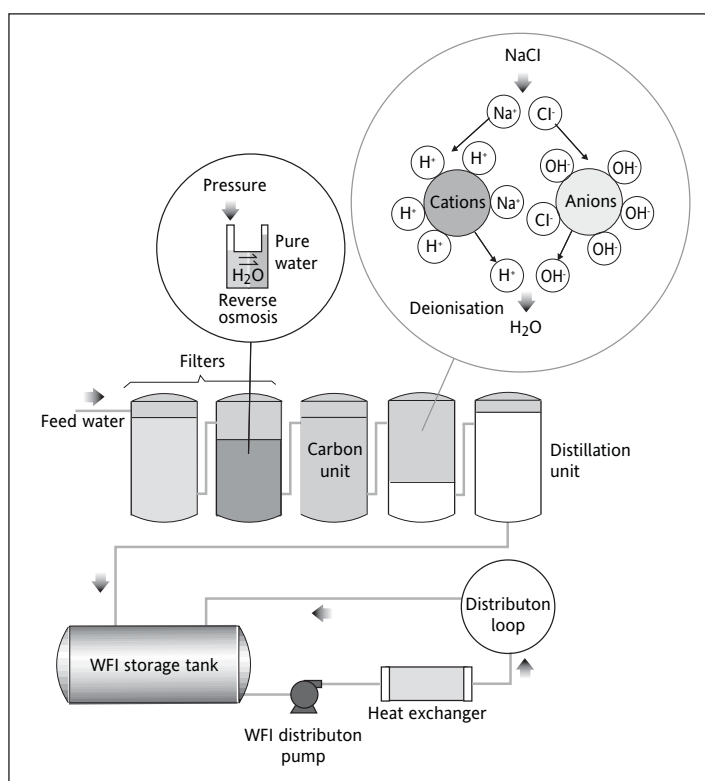 NaCl
Na⁺
Cl⁻
H⁺
H⁺
OH⁻
OH⁻
H⁺
Cations
Na⁺
Cl⁻
Anions
OH⁻
H⁺
OH⁻
H⁺
OH⁻
Deionisation
H₂O
Pressure
Pure
water
H₂O
Reverse
osmosis
Filters
Feed water
Carbon
unit
Distillation
unit
WFI storage tank
WFI distributon
pump
Heat exchanger
Distributon
loop